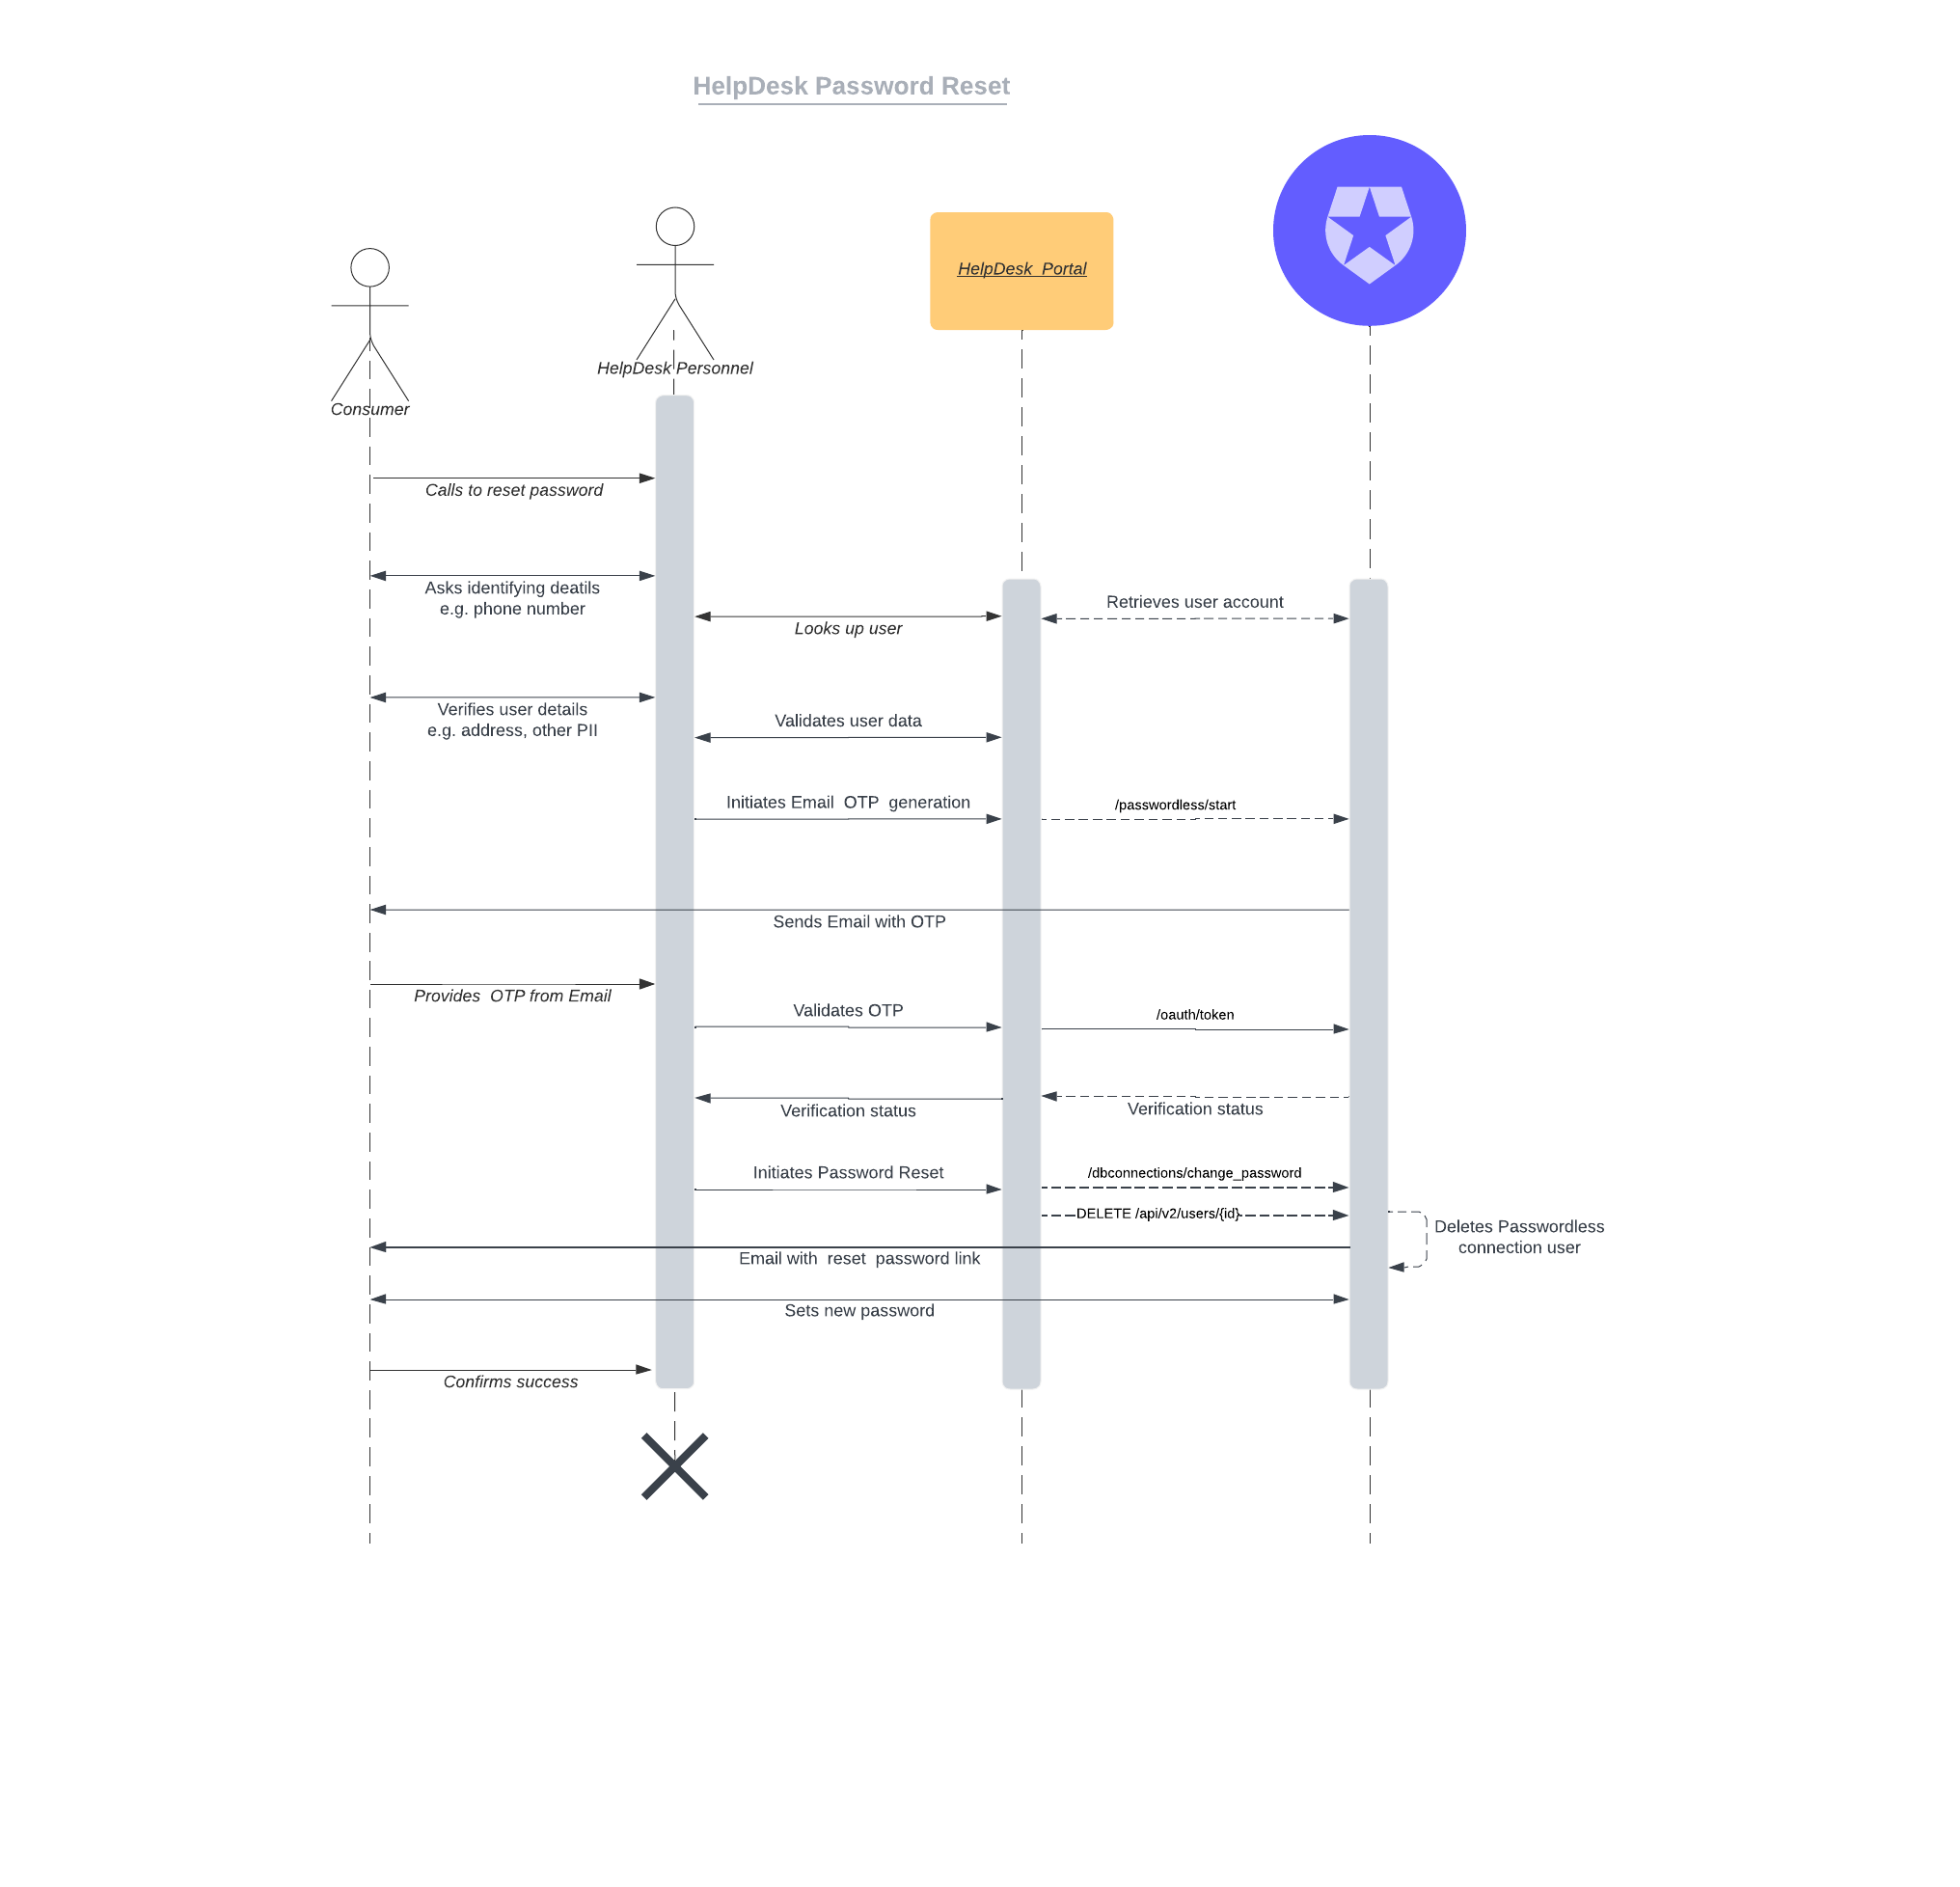 HelpDesk Password Reset
HelpDesk Portal
HelpDesk Personnel
Consumer
Calls to reset password
Asks identifying deatils
e.g. phone number
Looks up user
Retrieves user account
Verifies user details
e.g. address, other PII
Validates user data
Initiates Email OTP generation
/passwordless/start
Sends Email with OTP
Provides OTP from Email
Validates OTP
/oauth/token
Verification status
Verification status
Initiates Password Reset
/dbconnections/change_password
DELETE /api/v2/users/{id}
Deletes Passwordless
connection user
Email with reset password link
Sets new password
Confirms success